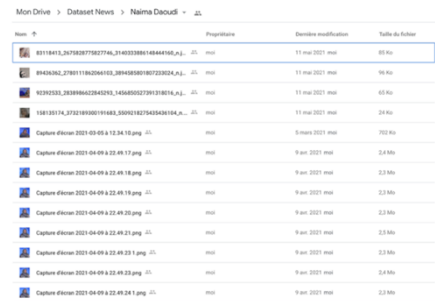 Mon Drive > Dataset News > Naima Daoudi
Nom Propriétaire Dernière modification Taille du fichier
83118413_2675828775827746_3140333886148444160_n.j... moi 11 mai 2021 moi 85 Ko
89426362_2780111862066103_3894585801807233024_n.j... moi 11 mai 2021 moi 96 Ko
92392533_2838986622845293_1456850527391318016_n.j... moi 11 mai 2021 moi 65 Ko
158135174_3732189300191683_5509218275435436104_n... moi 11 mai 2021 moi 24 Ko
Capture d'écran 2021-03-05 à 12.34.10.png moi 5 mars 2021 moi 702 Ko
Capture d'écran 2021-04-09 à 22.49.17.png moi 9 avr. 2021 moi 2,4 Mo
Capture d'écran 2021-04-09 à 22.49.18.png moi 9 avr. 2021 moi 2,3 Mo
Capture d'écran 2021-04-09 à 22.49.19.png moi 9 avr. 2021 moi 2,3 Mo
Capture d'écran 2021-04-09 à 22.49.20.png moi 9 avr. 2021 moi 2,3 Mo
Capture d'écran 2021-04-09 à 22.49.21.png moi 9 avr. 2021 moi 2,5 Mo
Capture d'écran 2021-04-09 à 22.49.23 1.png moi 9 avr. 2021 moi 2,3 Mo
Capture d'écran 2021-04-09 à 22.49.23.png moi 9 avr. 2021 moi 2,4 Mo
Capture d'écran 2021-04-09 à 22.49.24 1.png moi 9 avr. 2021 moi 2,3 Mo